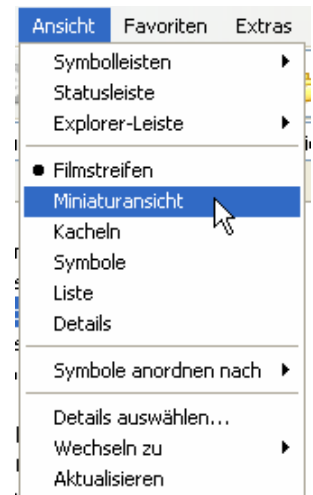 Ansicht Favoriten Extras
Symbolleisten
Statusleiste
Explorer-Leiste
Filmstreifen
Miniaturansicht
Kacheln
Symbole
Liste
Details
Symbole anordnen nach
Details auswählen...
Wechseln zu
Aktualisieren